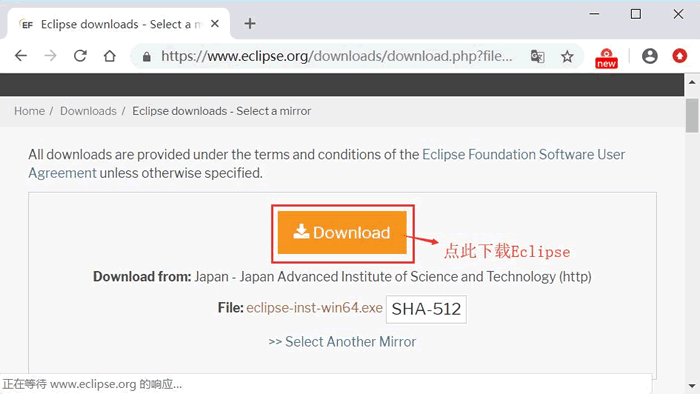 Eclipse downloads - Select a m
https://www.eclipse.org/downloads/download.php?file...
new
Home / Downloads / Eclipse downloads - Select a mirror
All downloads are provided under the terms and conditions of the Eclipse Foundation Software User
Agreement unless otherwise specified.
Download
点此下载Eclipse
Download from: Japan - Japan Advanced Institute of Science and Technology (http)
File: eclipse-inst-win64.exe SHA-512
>> Select Another Mirror
正在等待 www.eclipse.org 的响应...